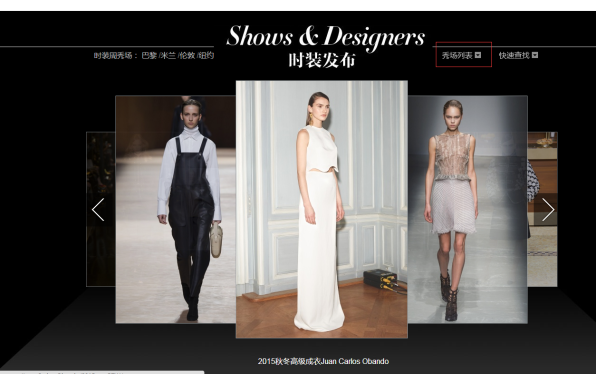 Shows & Designers
时装周秀场： 巴黎 /米兰 /伦敦 /纽约
时装发布
秀场列表
快速查找
2015秋冬高级成衣Juan Carlos Obando